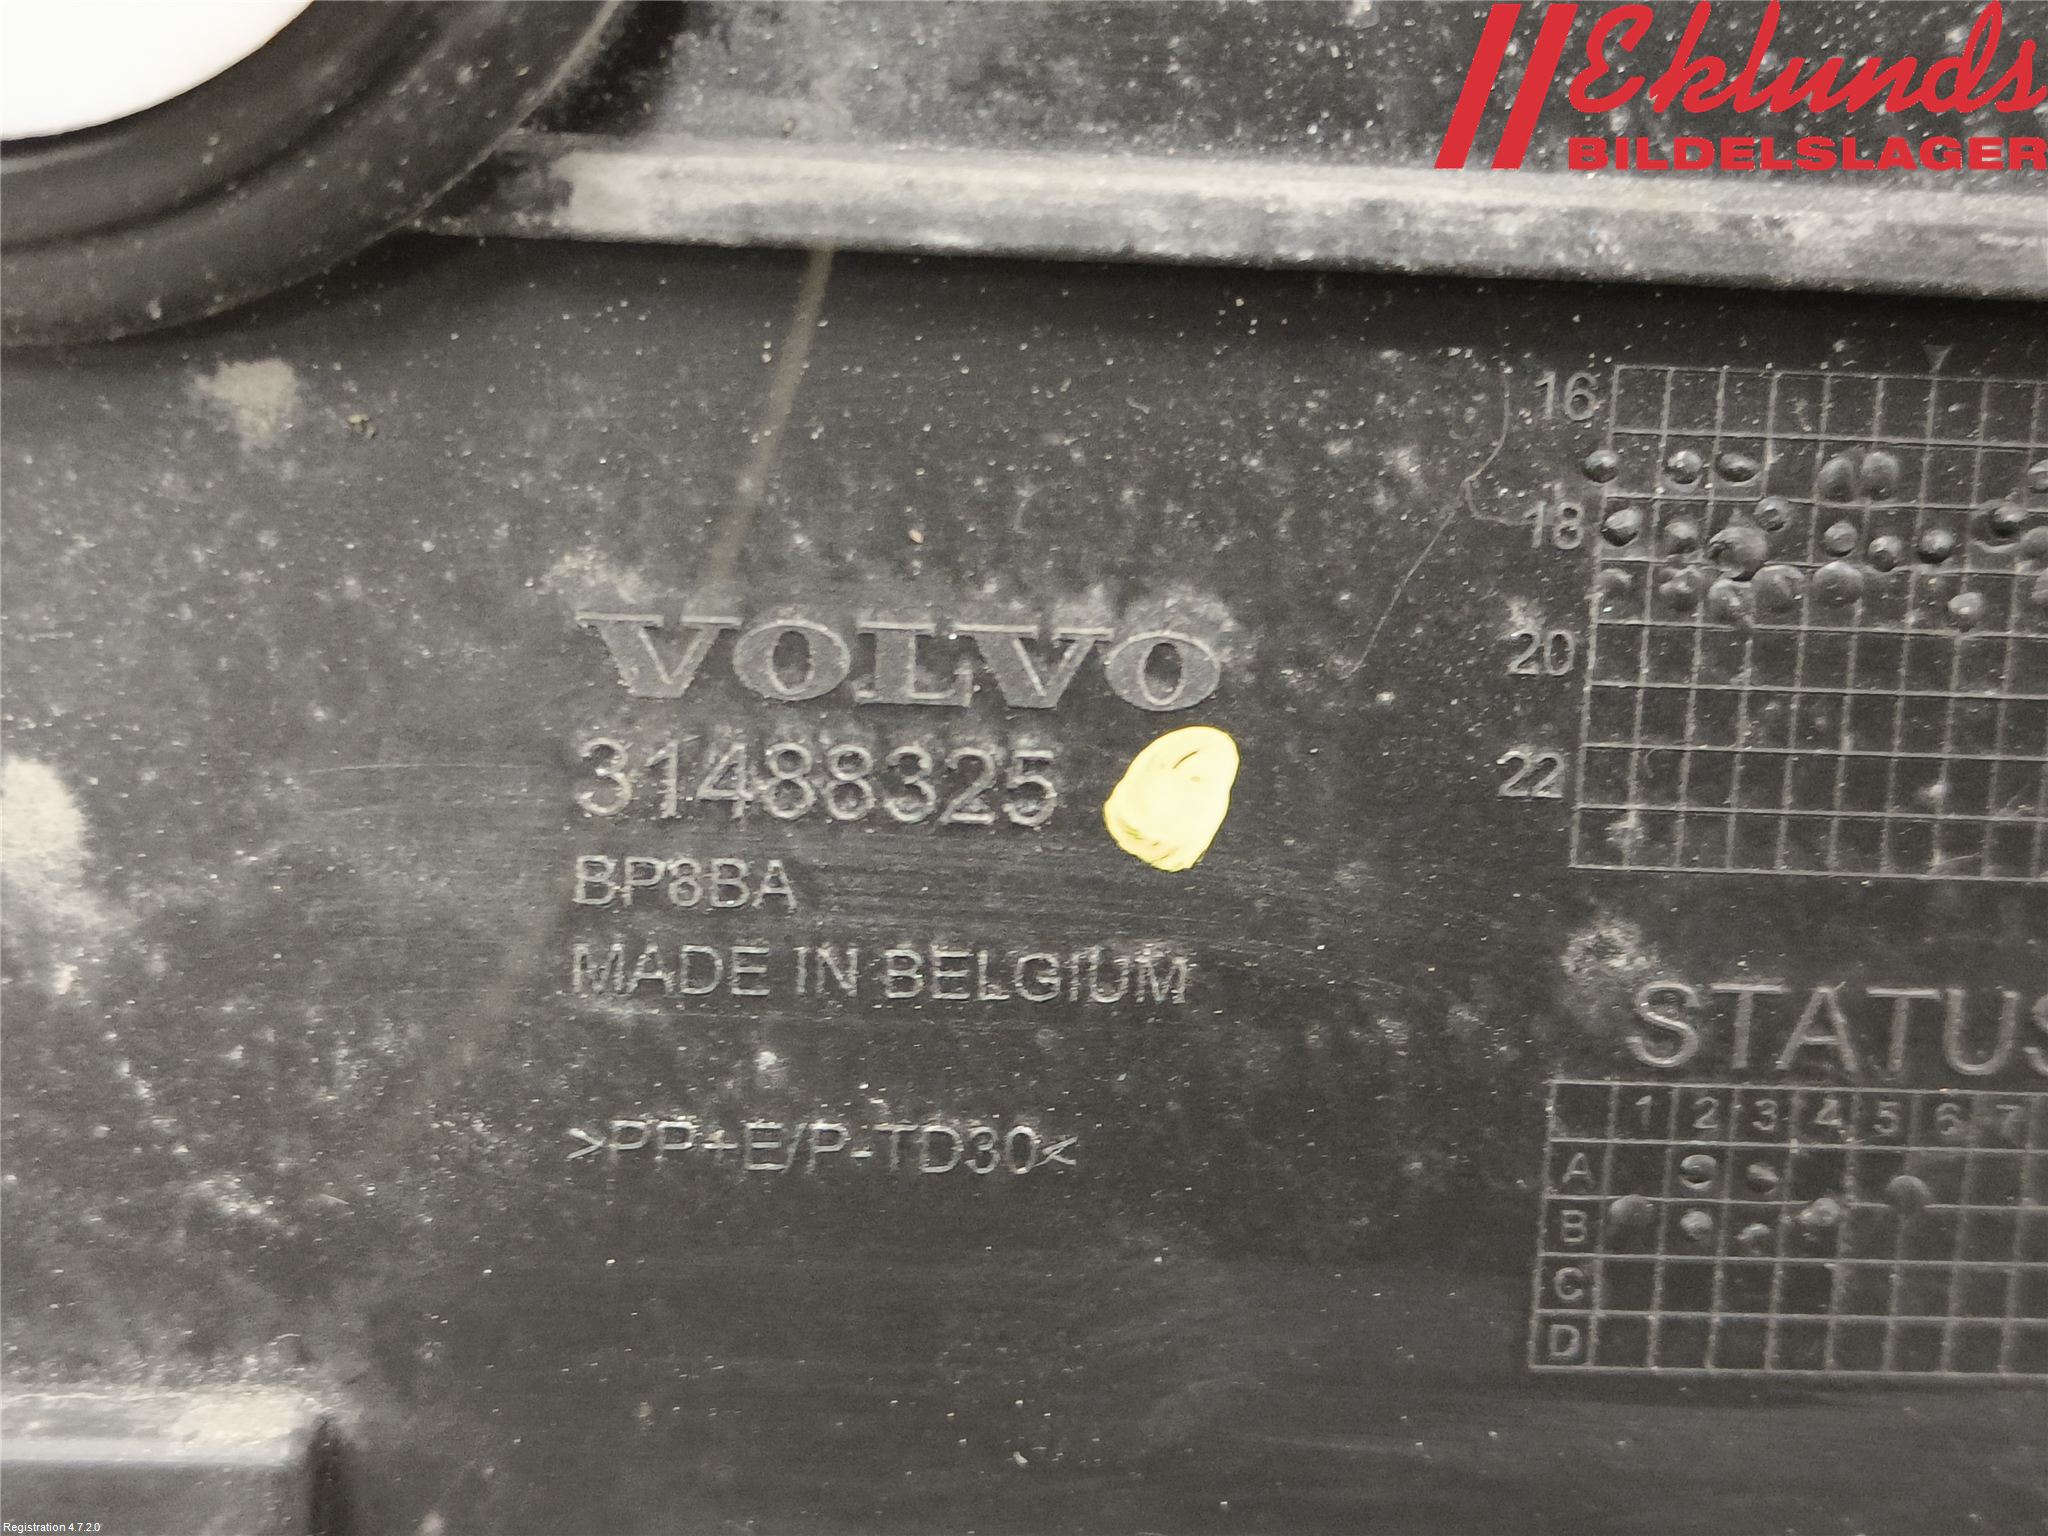 Eklunds
BILDELSLAGER
16
18
20
22
VOLVO
31488325
BP8BA
MADE IN BELGIUM
>PP+E/P-TD30<
STATUS
1 2 3 4 5 6 7
A
B
C
D
Registration 4.7.2.0